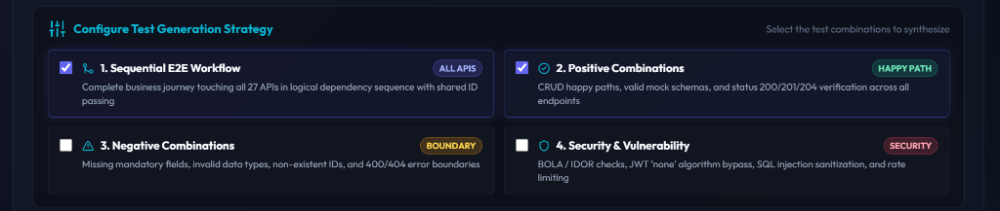 Configure Test Generation Strategy
Select the test combinations to synthesize
1. Sequential E2E Workflow
ALL APIS
Complete business journey touching all 27 APIs in logical dependency sequence with shared ID
passing
2. Positive Combinations
HAPPY PATH
CRUD happy paths, valid mock schemas, and status 200/201/204 verification across all
endpoints
3. Negative Combinations
BOUNDARY
Missing mandatory fields, invalid data types, non-existent IDs, and 400/404 error boundaries
4. Security & Vulnerability
SECURITY
BOLA / IDOR checks, JWT 'none' algorithm bypass, SQL injection sanitization, and rate
limiting